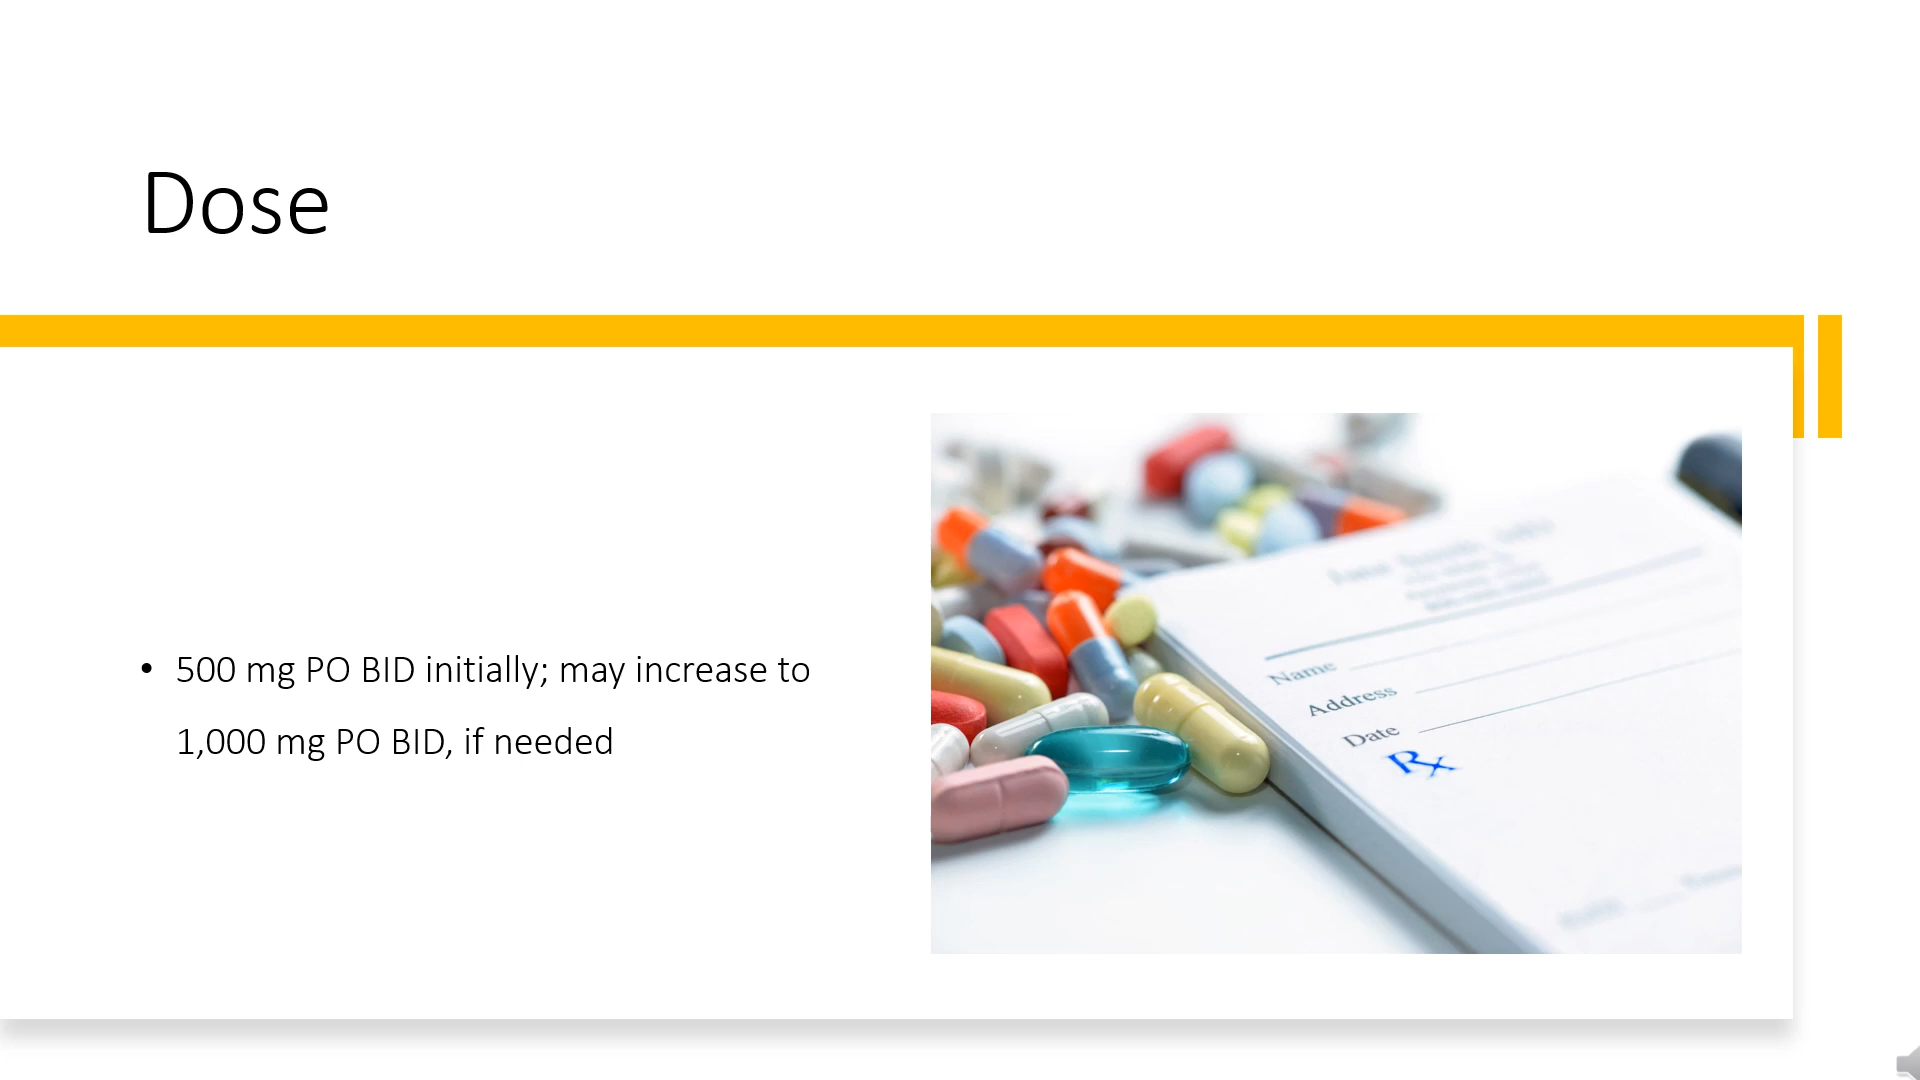 Dose
• 500 mg PO BID initially; may increase to
1,000 mg PO BID, if needed
Name
Address
Date
Rx